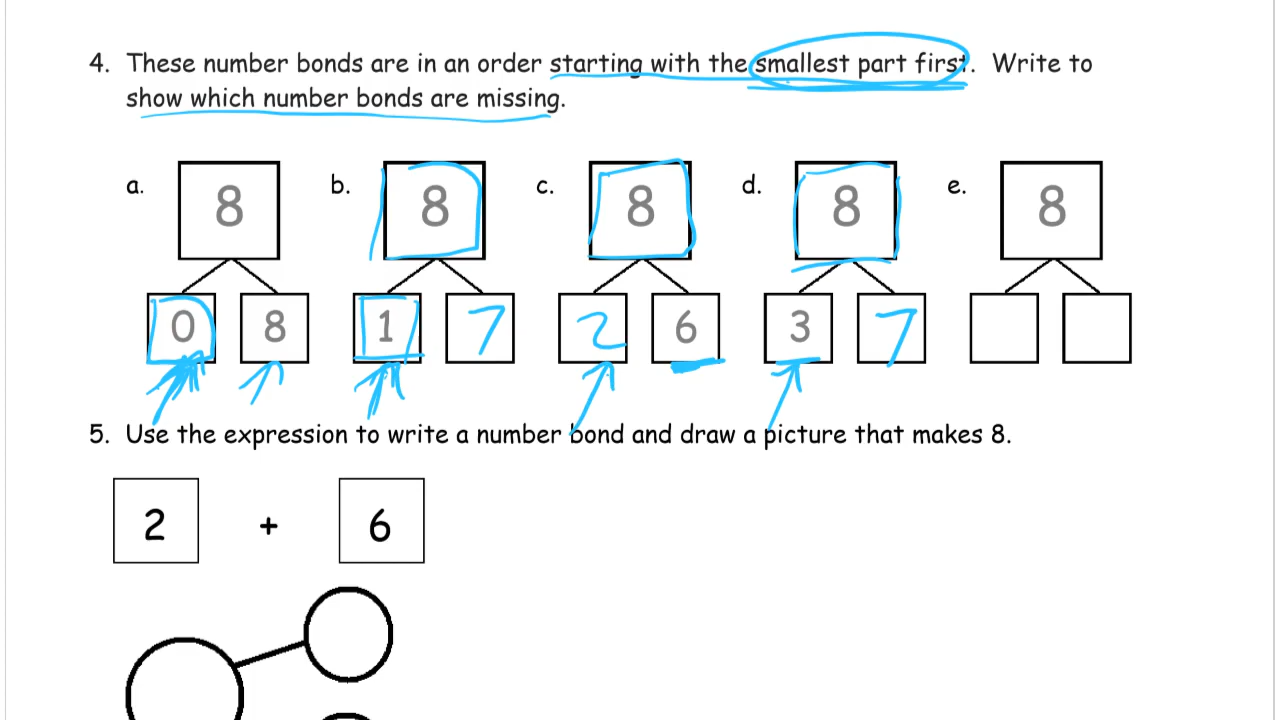 4. These number bonds are in an order starting with the smallest part first. Write to
show which number bonds are missing.
a. 8 b. 8 c. 8 d. 8 e. 8
0 8 1 7 2 6 3 7
5. Use the expression to write a number bond and draw a picture that makes 8.
2 + 6